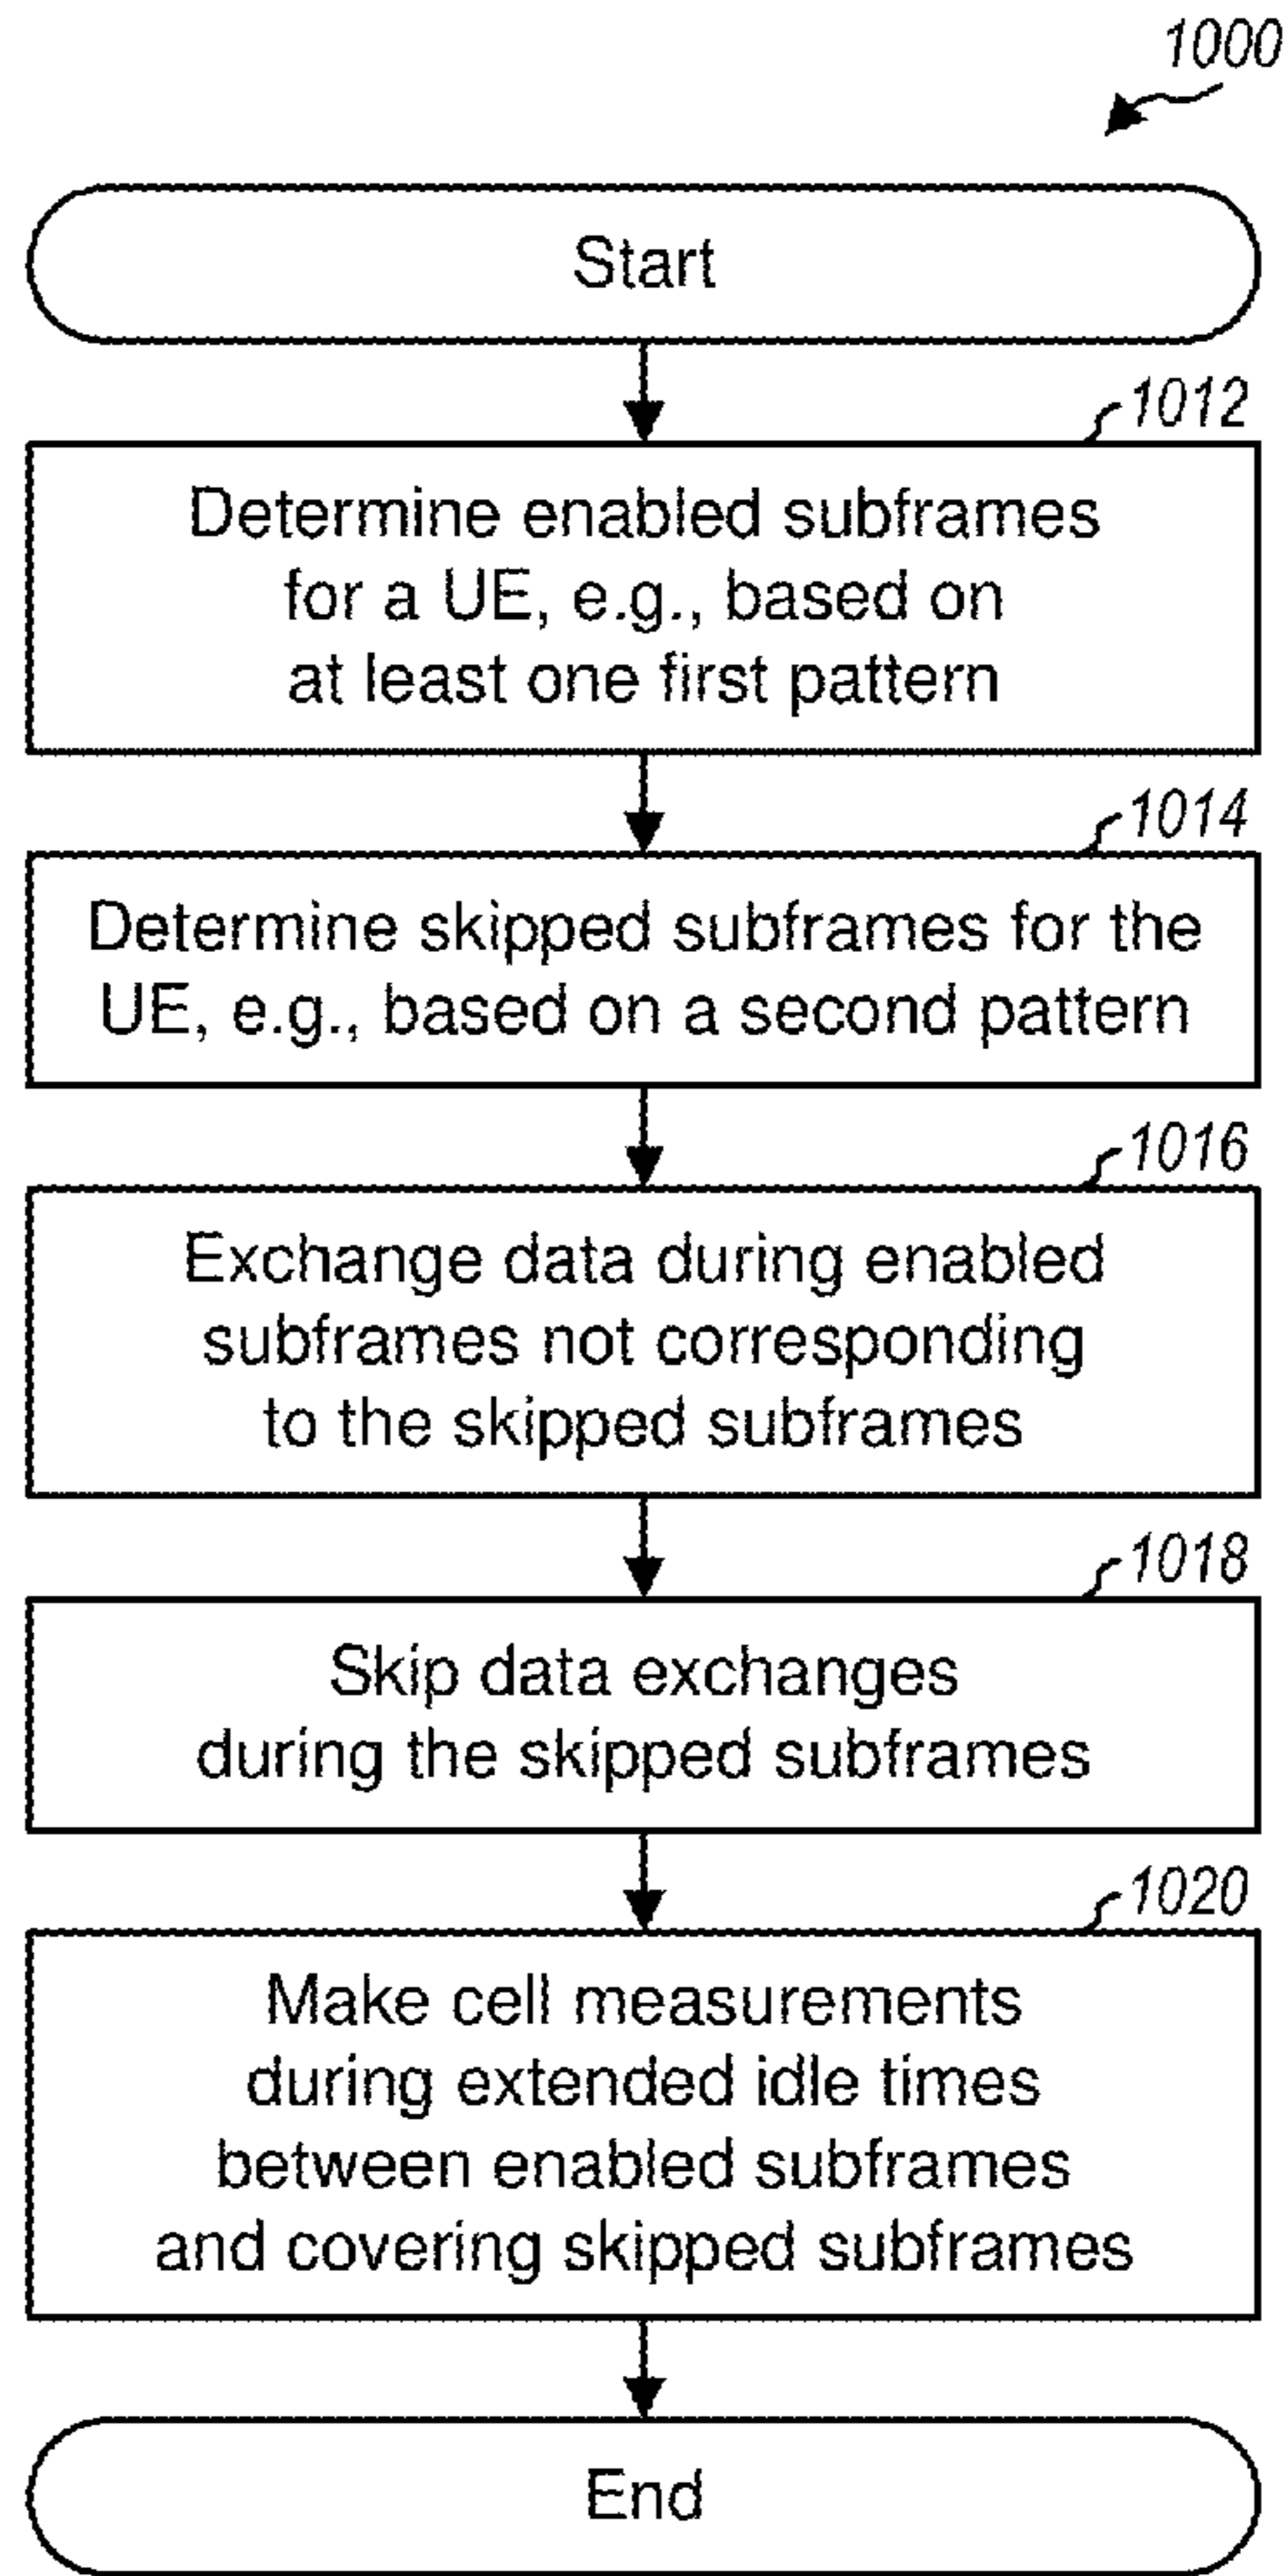 1000
Start
1012
Determine enabled subframes
for a UE, e.g., based on
at least one first pattern
1014
Determine skipped subframes for the
UE, e.g., based on a second pattern
1016
Exchange data during enabled
subframes not corresponding
to the skipped subframes
1018
Skip data exchanges
during the skipped subframes
1020
Make cell measurements
during extended idle times
between enabled subframes
and covering skipped subframes
End